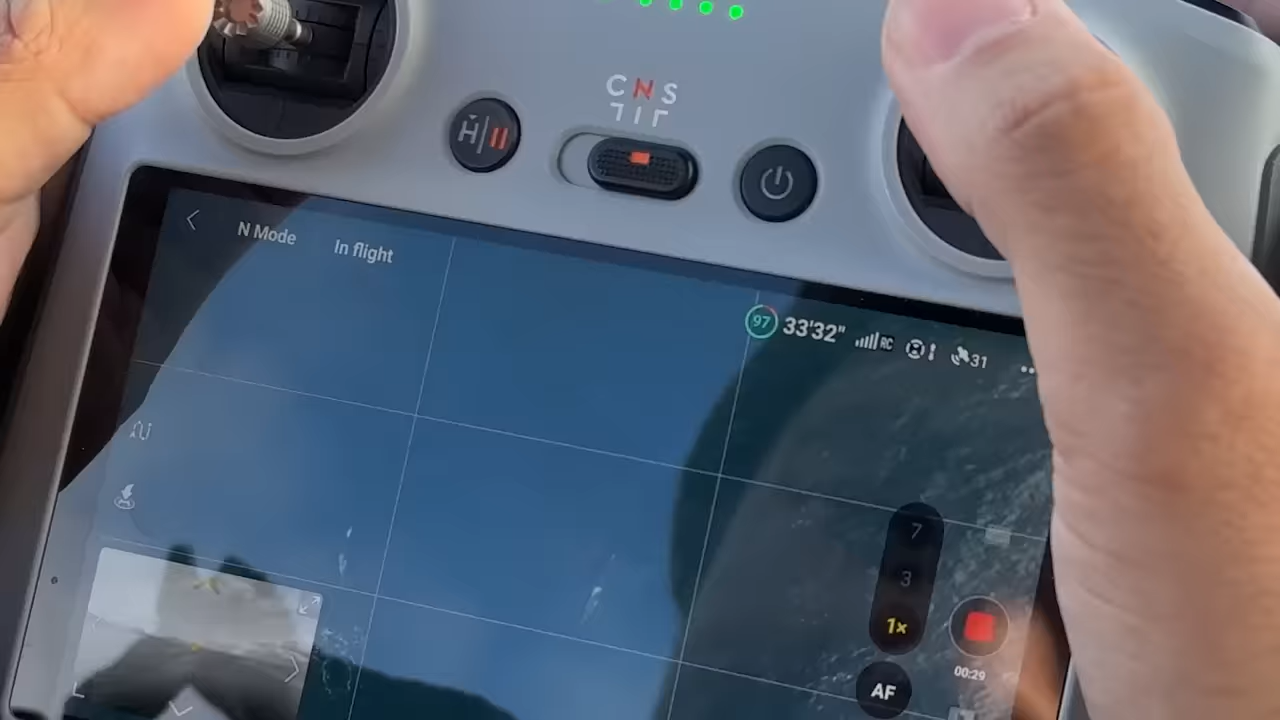 C N S
H
N Mode
In flight
97 33'32" RC 31
7
3
1x
00:29
AF